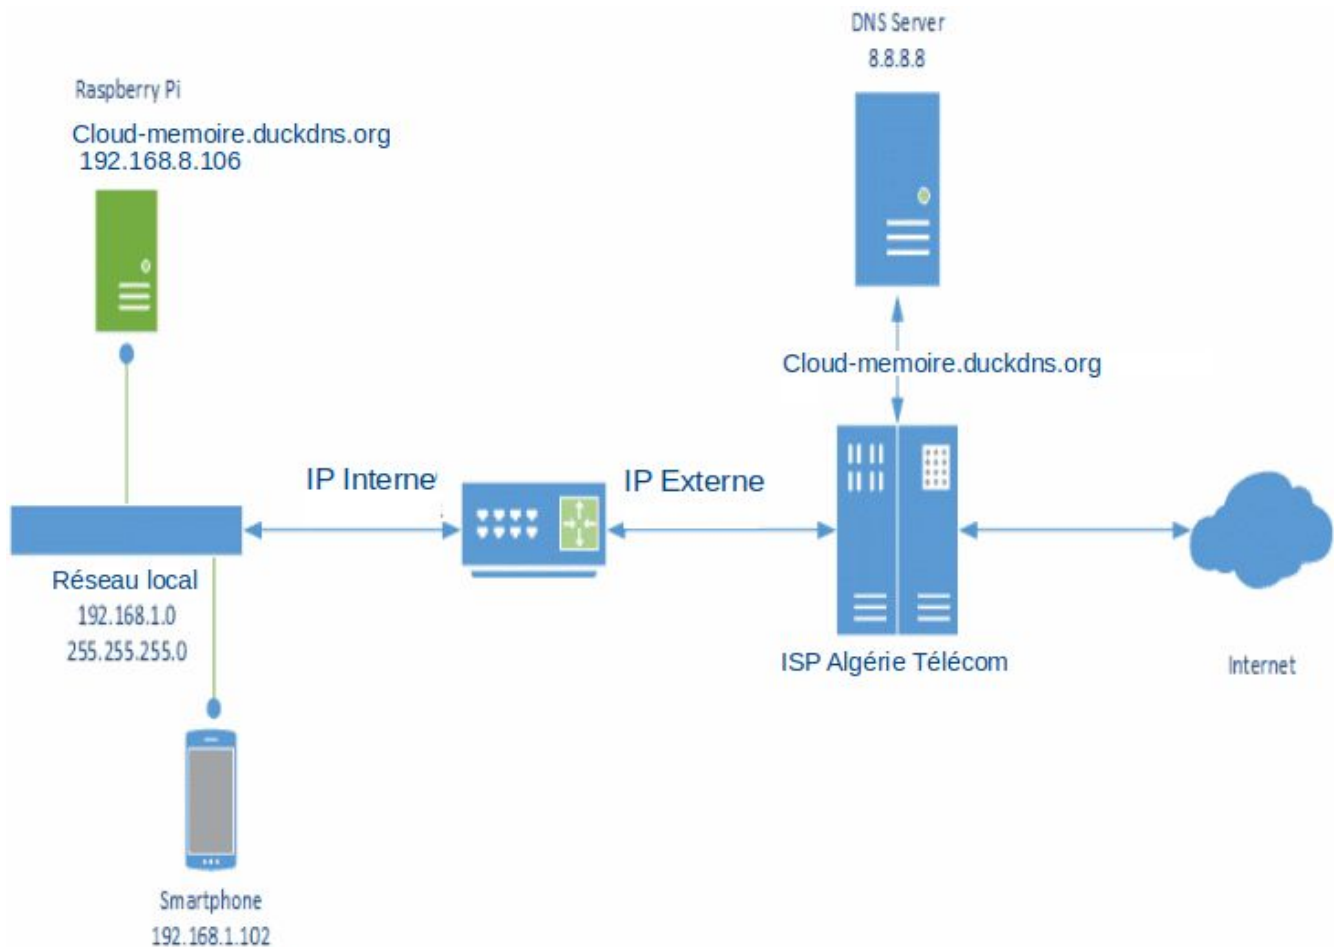 DNS Server
8.8.8.8
Raspberry Pi
Cloud-memoire.duckdns.org
192.168.8.106
Cloud-memoire.duckdns.org
IP Interne
IP Externe
Réseau local
192.168.1.0
255.255.255.0
ISP Algérie Télécom
Internet
Smartphone
192.168.1.102